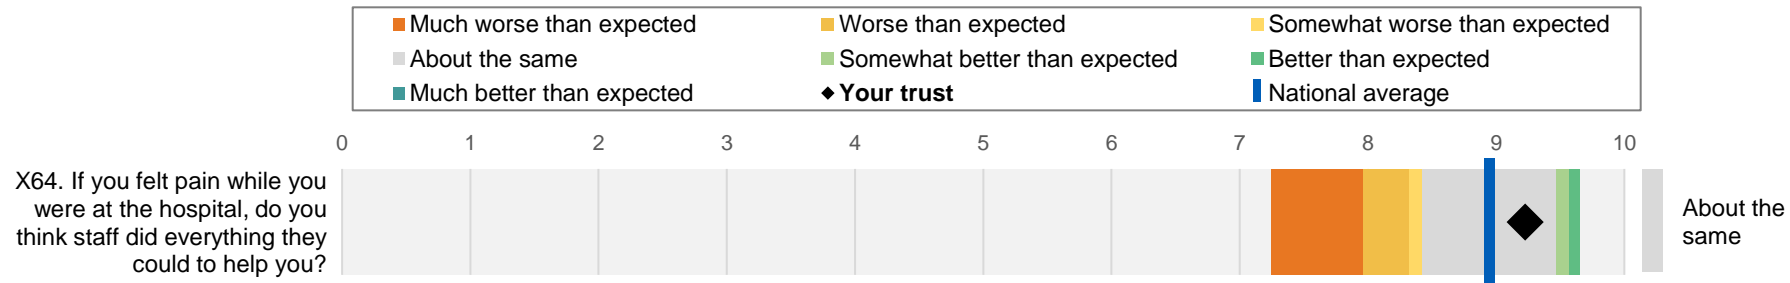 Much worse than expected
Worse than expected
Somewhat worse than expected
About the same
Somewhat better than expected
Better than expected
Much better than expected
Your trust
National average
0 1 2 3 4 5 6 7 8 9 10
X64. If you felt pain while you
were at the hospital, do you
think staff did everything they
could to help you?
About the
same